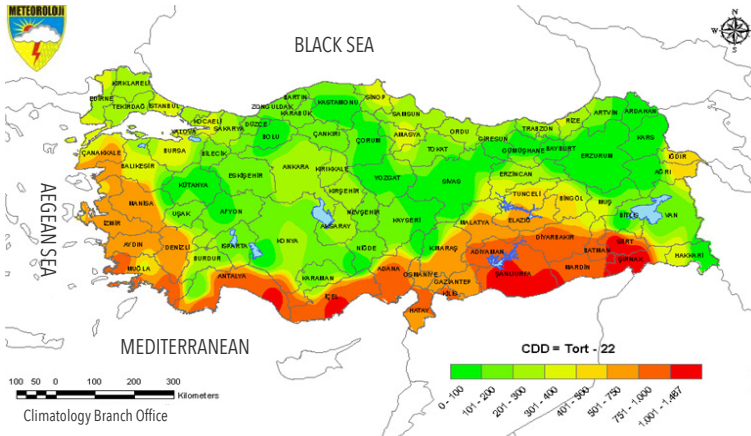 METEOROLOJİ
BLACK SEA
N
W E
S
KIRKLARELİ
EDİRNE
TEKİRDAĞ
İSTANBUL
KOCAELİ
YALOVA
SAKARYA
DÜZCE
ZONGULDAK
BARTIN
KARABÜK
KASTAMONU
SİNOP
SAMSUN
ORDU
GİRESUN
TRABZON
RİZE
ARTVİN
ARDAHAN
KARS
IĞDIR
AĞRI
ÇANAKKALE
BALIKESİR
BURSA
BİLECİK
BOLU
ÇANKIRI
ÇORUM
AMASYA
TOKAT
GÜMÜŞHANE
BAYBURT
ERZURUM
ERZİNCAN
ESKİŞEHİR
ANKARA
KIRIKKALE
YOZGAT
SİVAS
TUNCELİ
BİNGÖL
MUŞ
KÜTAHYA
MANİSA
UŞAK
AFYON
KIRŞEHİR
NEVŞEHİR
AKSARAY
KAYSERİ
MALATYA
ELAZIĞ
BİTLİS
VAN
İZMİR
AYDIN
DENİZLİ
ISPARTA
BURDUR
KONYA
NİĞDE
K.MARAŞ
ADIYAMAN
DİYARBAKIR
BATMAN
SİİRT
ŞIRNAK
HAKKARİ
MUĞLA
ANTALYA
KARAMAN
İÇEL
ADANA
OSMANİYE
GAZİANTEP
KİLİS
ŞANLIURFA
MARDİN
HATAY
AEGEAN SEA
MEDITERRANEAN
100 50 0 100 200 300
Kilometers
Climatology Branch Office
CDD = Tort - 22
0 - 100
101 - 200
201 - 300
301 - 400
401 - 500
501 - 750
751 - 1.000
1.001 - 1.487